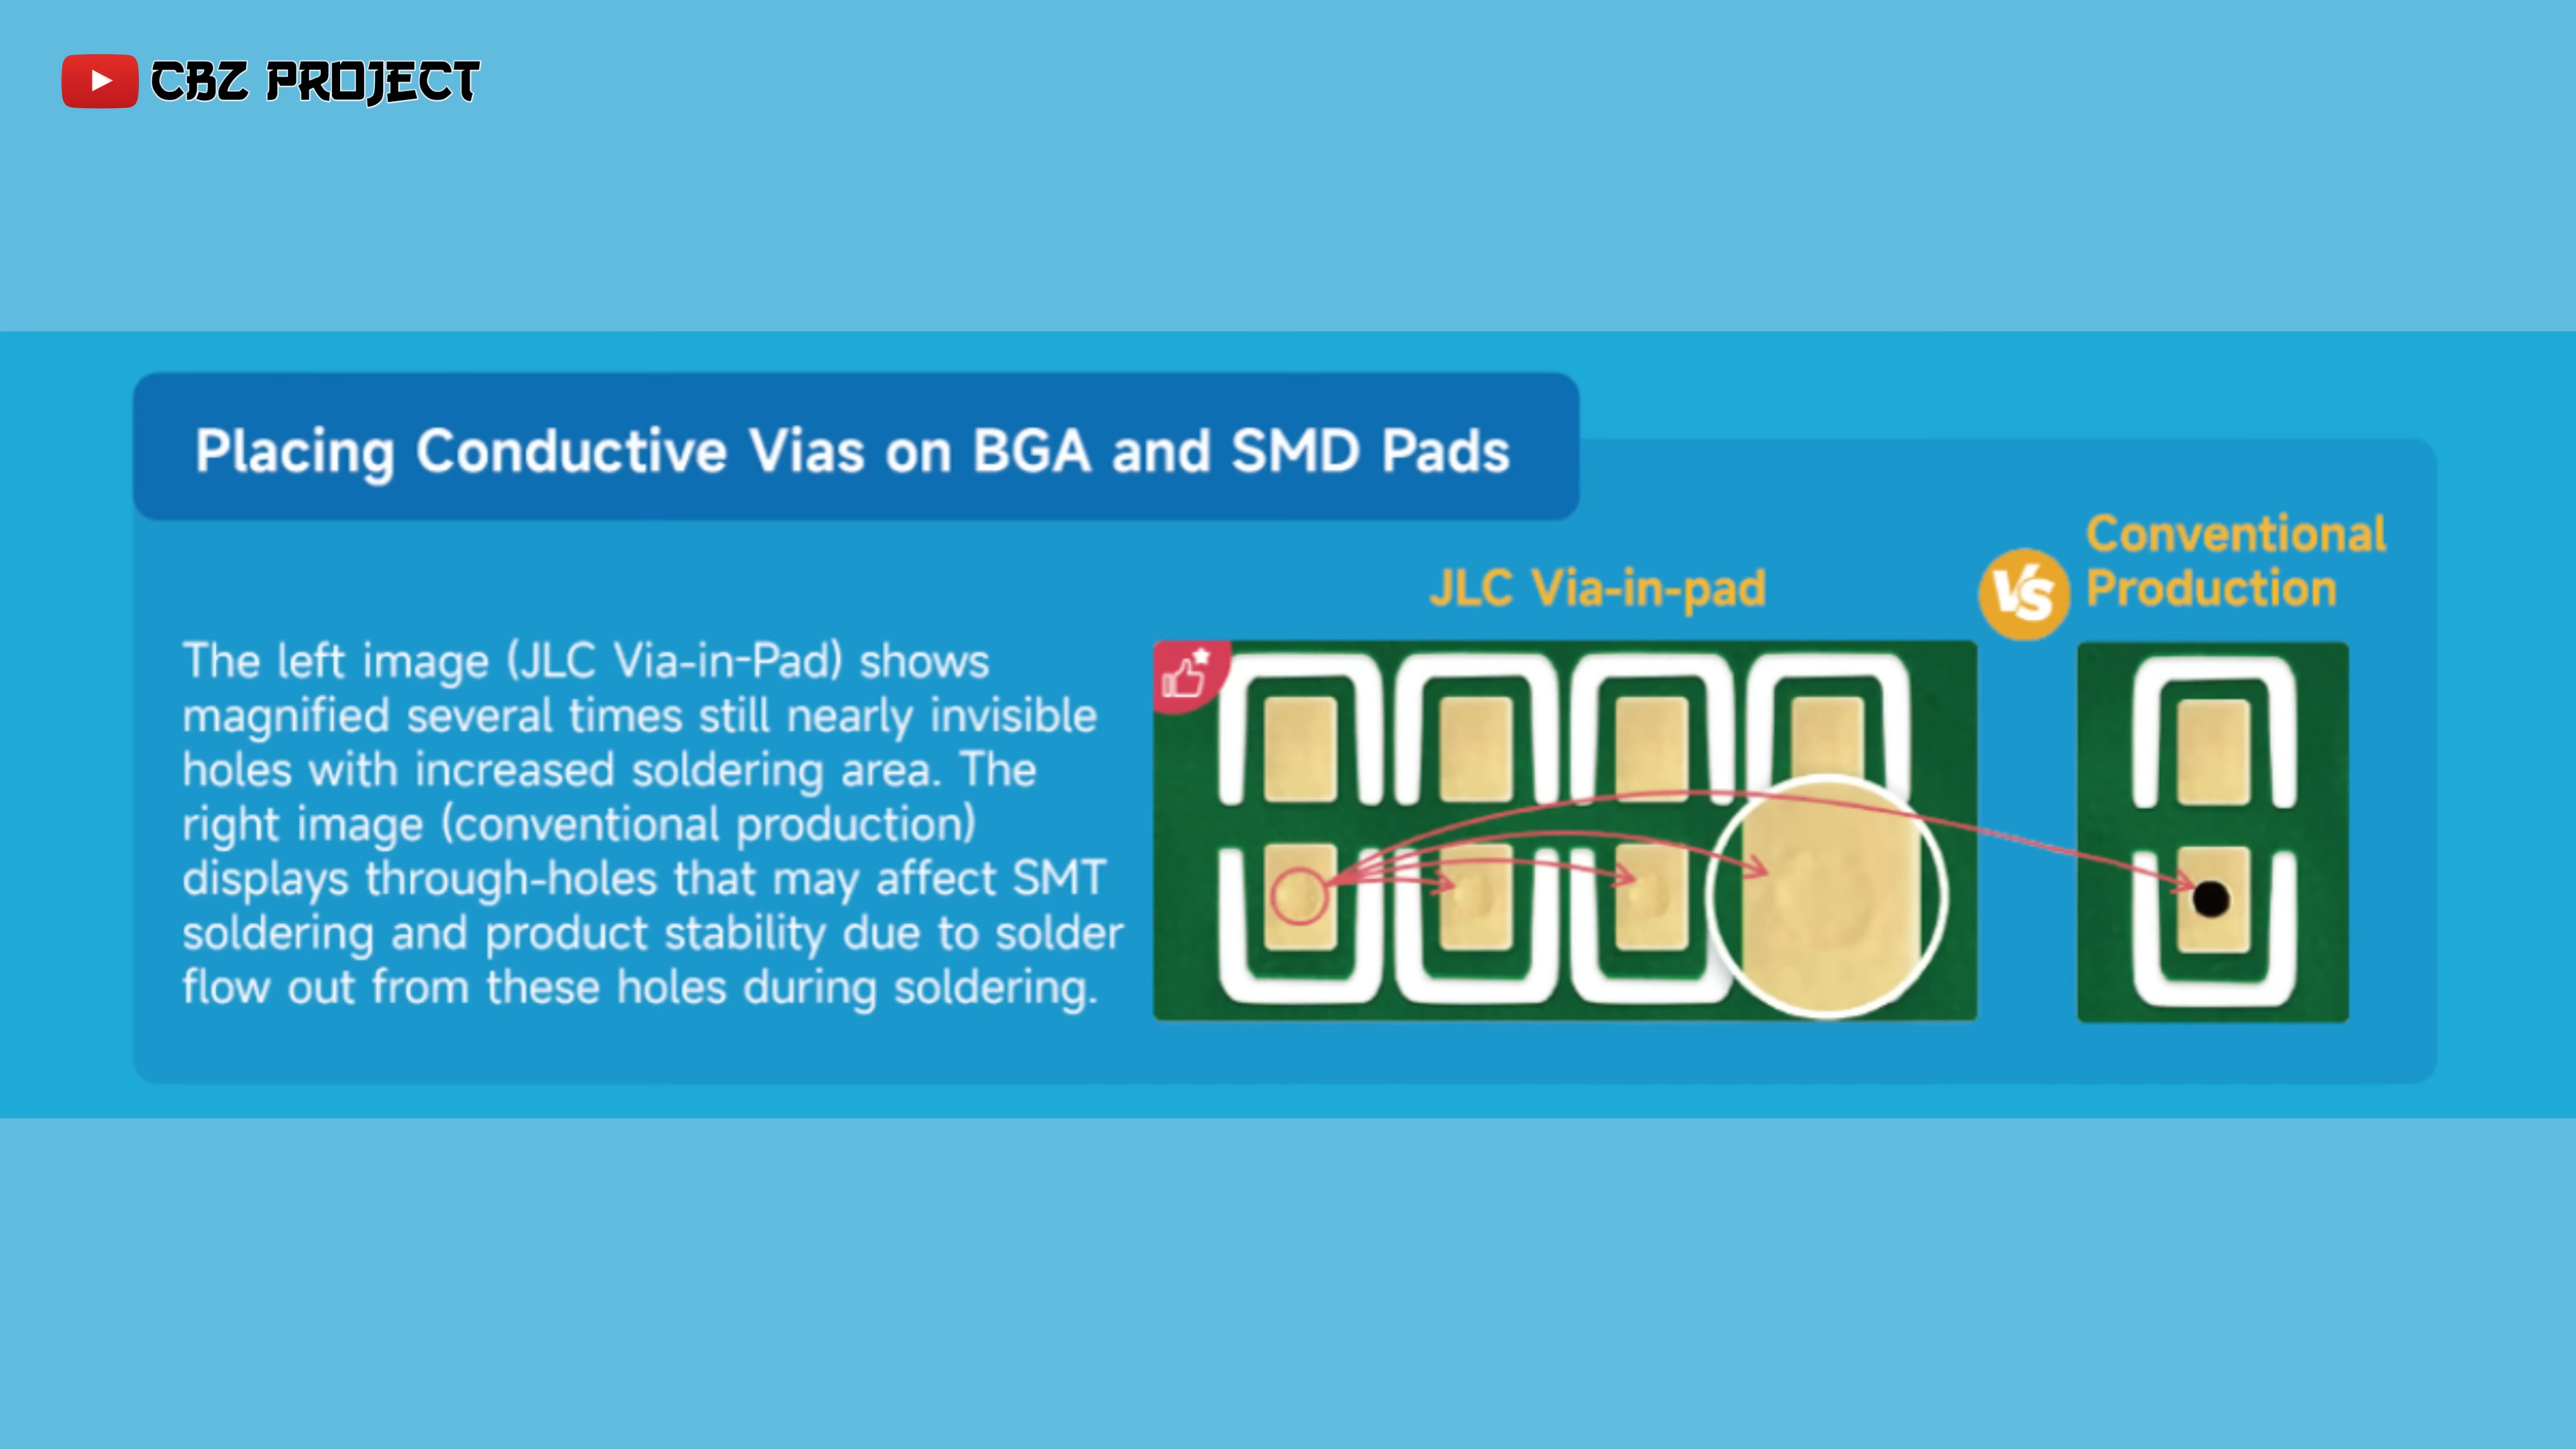 CBZ PROJECT
Placing Conductive Vias on BGA and SMD Pads
The left image (JLC Via-in-Pad) shows
magnified several times still nearly invisible
holes with increased soldering area. The
right image (conventional production)
displays through-holes that may affect SMT
soldering and product stability due to solder
flow out from these holes during soldering.
JLC Via-in-pad
VS
Conventional
Production